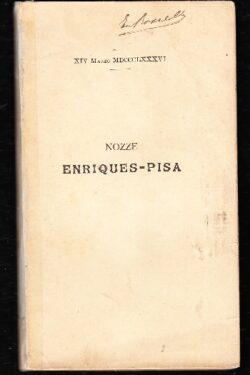 XIV Marzo MDCCCLXXXVI
NOZZE
ENRIQUES-PISA